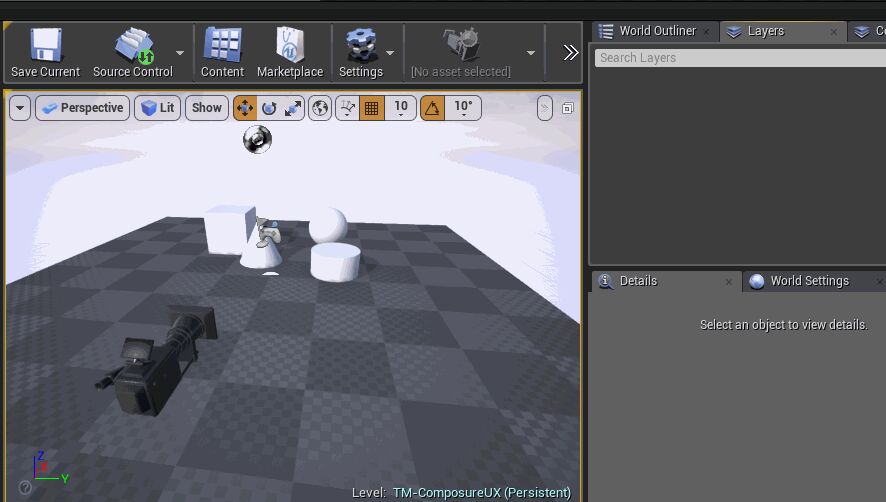 World Outliner
Layers
Save Current
Source Control
Content
Marketplace
Settings
[No asset selected]
Search Layers
Perspective
Lit
Show
10
10°
Details
World Settings
Select an object to view details.
Z
X
Y
Level: TM-ComposureUX (Persistent)